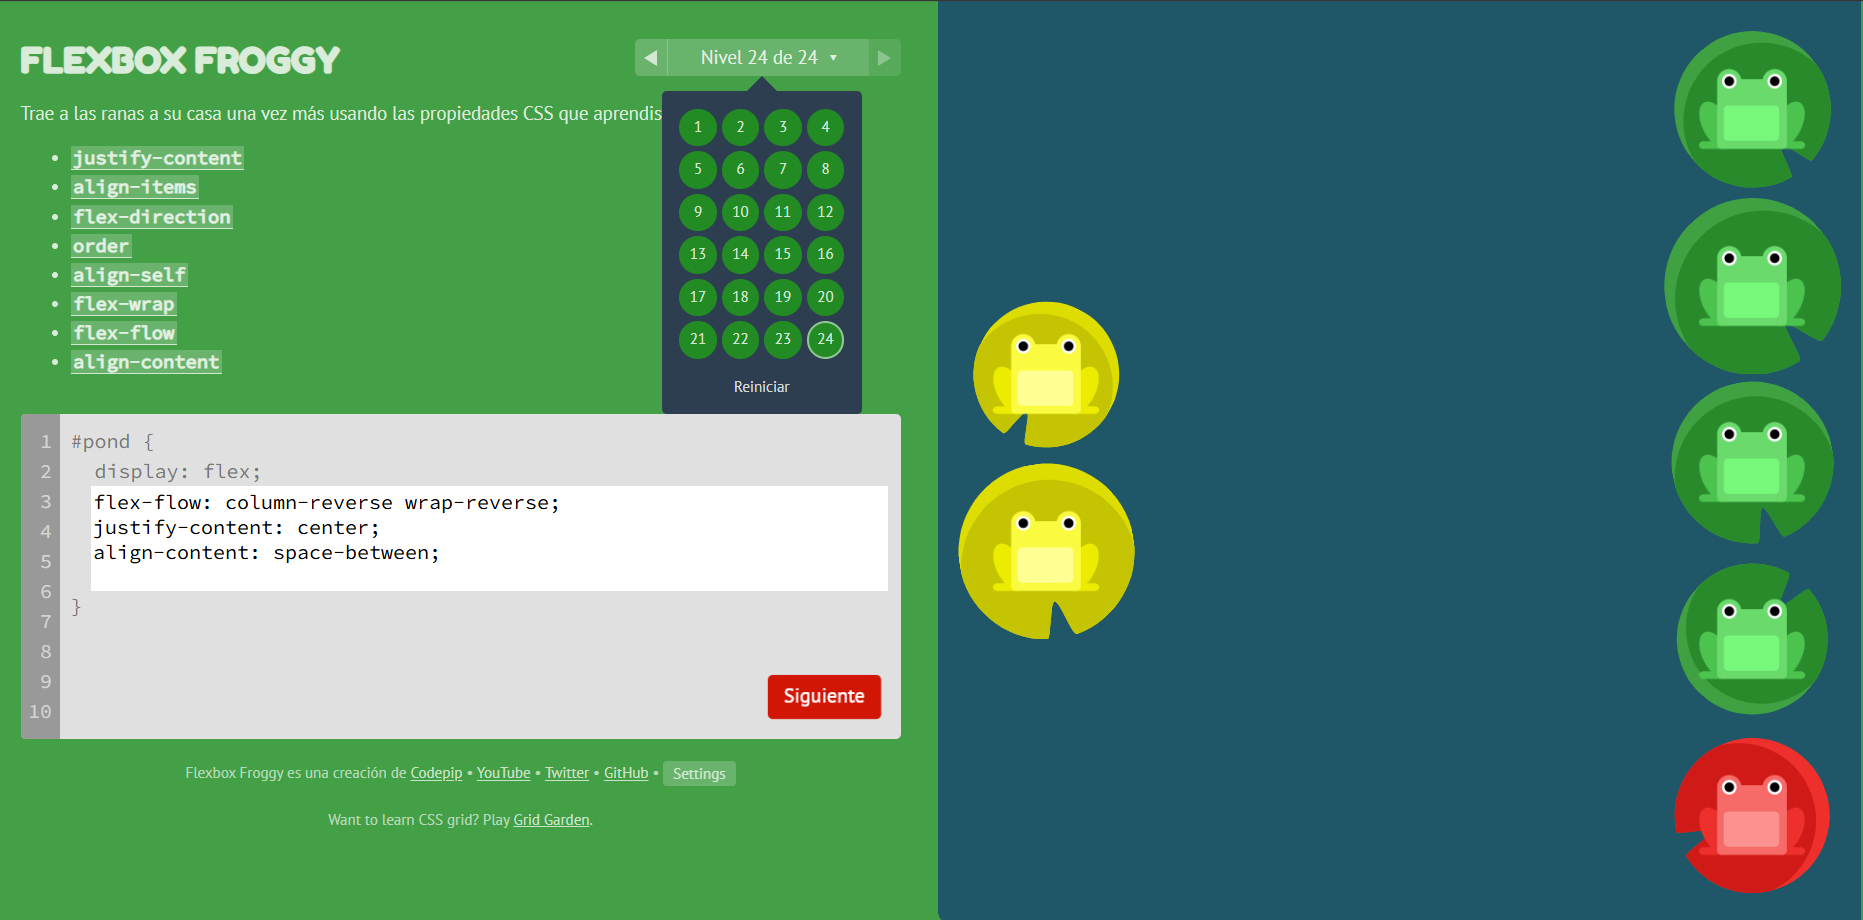 FLEXBOX FROGGY
◀ Nivel 24 de 24 ▾ ▶
Trae a las ranas a su casa una vez más usando las propiedades CSS que
• justify-content
• align-items
• flex-direction
• order
• align-self
• flex-wrap
• flex-flow
• align-content
1 2 3 4
5 6 7 8
9 10 11 12
13 14 15 16
17 18 19 20
21 22 23 24
Reiniciar
1 #pond {
2 display: flex;
3 flex-flow: column-reverse wrap-reverse;
4 justify-content: center;
5 align-content: space-between;
6 }
7
8
9
10
Siguiente
Flexbox Froggy es una creación de Codepip • YouTube • Twitter • GitHub • Settings
Want to learn CSS grid? Play Grid Garden.